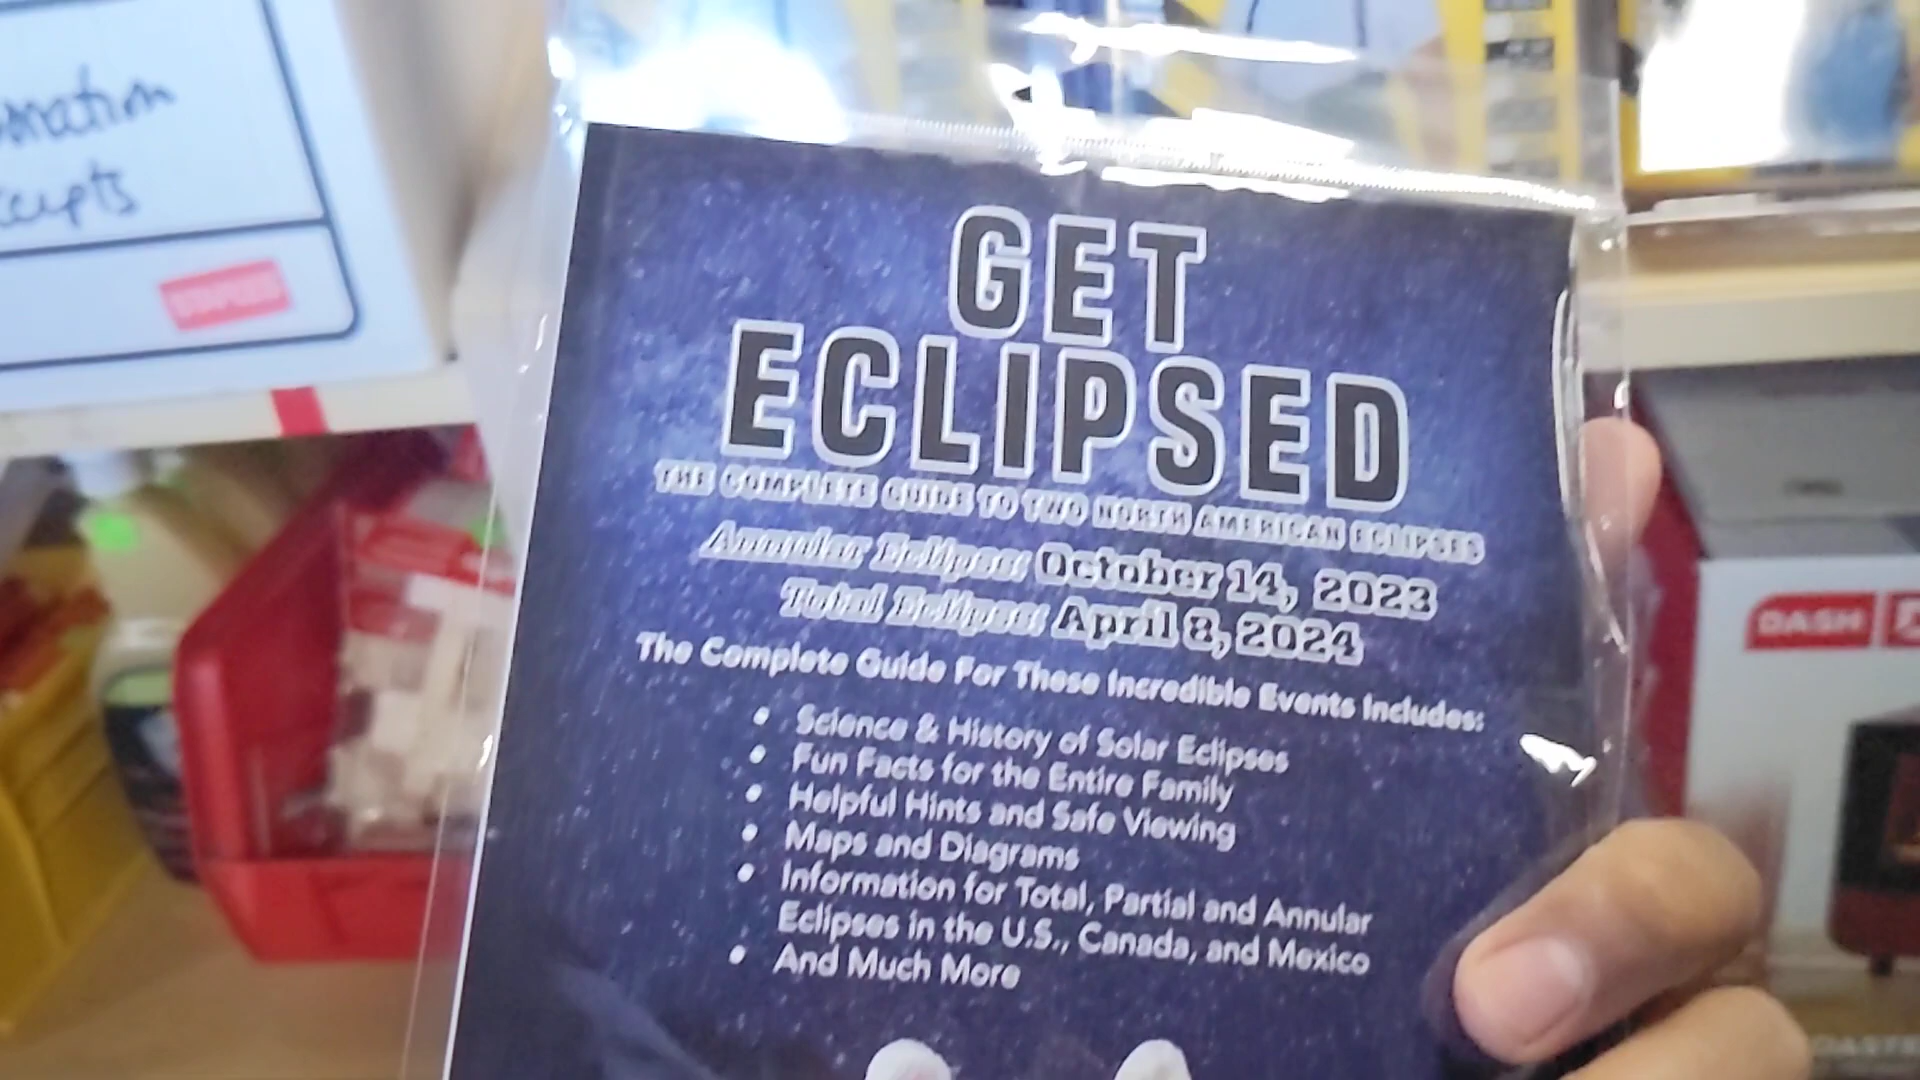 STAPLES
GET
ECLIPSED
THE COMPLETE GUIDE TO TWO NORTH AMERICAN ECLIPSES
Annular Eclipse: October 14, 2023
Total Eclipse: April 8, 2024
The Complete Guide For These Incredible Events Includes:
• Science & History of Solar Eclipses
• Fun Facts for the Entire Family
• Helpful Hints and Safe Viewing
• Maps and Diagrams
• Information for Total, Partial and Annular
Eclipses in the U.S., Canada, and Mexico
• And Much More
DASH